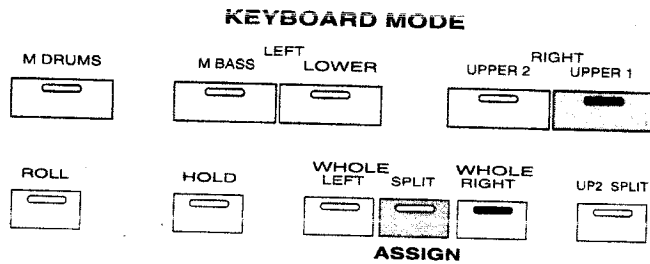 KEYBOARD MODE
LEFT
RIGHT
M DRUMS
M BASS
LOWER
UPPER 2
UPPER 1
ROLL
HOLD
WHOLE LEFT
SPLIT
WHOLE RIGHT
UP2 SPLIT
ASSIGN